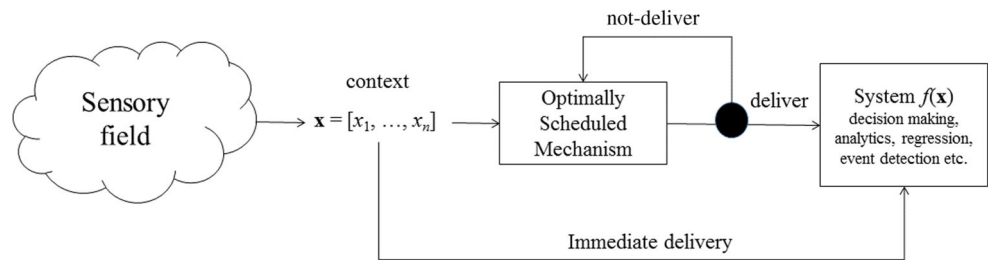 not-deliver
Sensory
field
context
𝐱 = [x₁, …, xₙ]
Optimally
Scheduled
Mechanism
deliver
System f(𝐱)
decision making,
analytics, regression,
event detection etc.
Immediate delivery